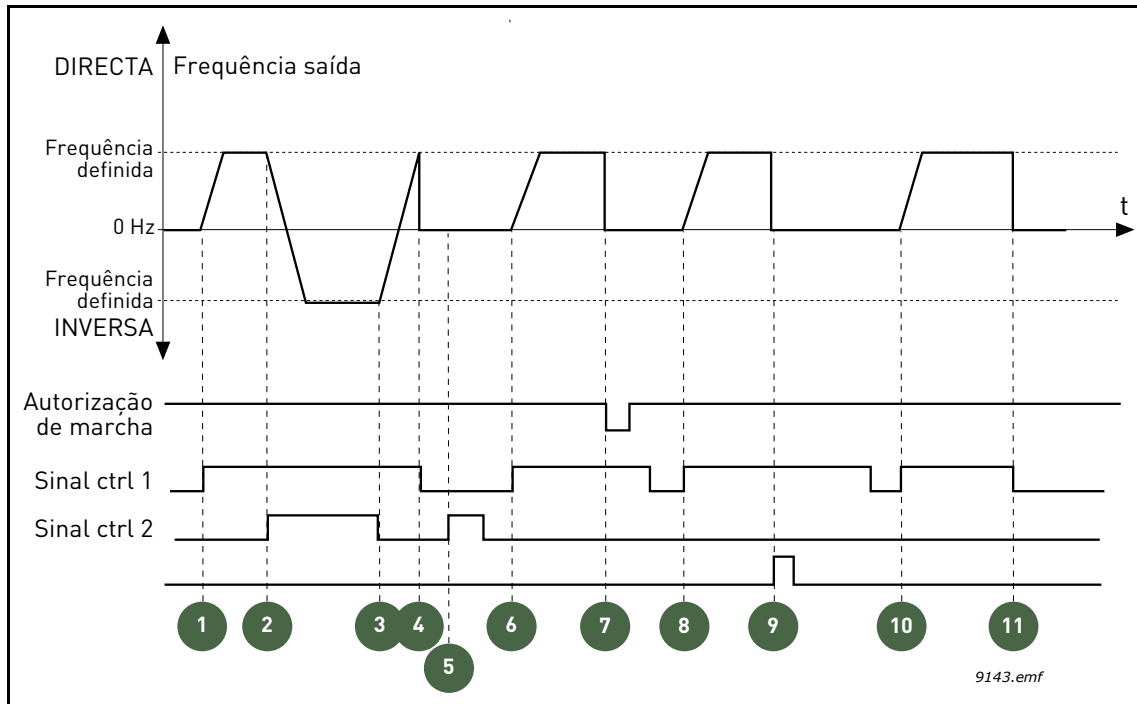 DIRECTA
Frequência saída
Frequência
definida
t
0 Hz
Frequência
definida
INVERSA
Autorização
de marcha
Sinal ctrl 1
Sinal ctrl 2
1
2
3
4
5
6
7
8
9
10
11
9143.emf